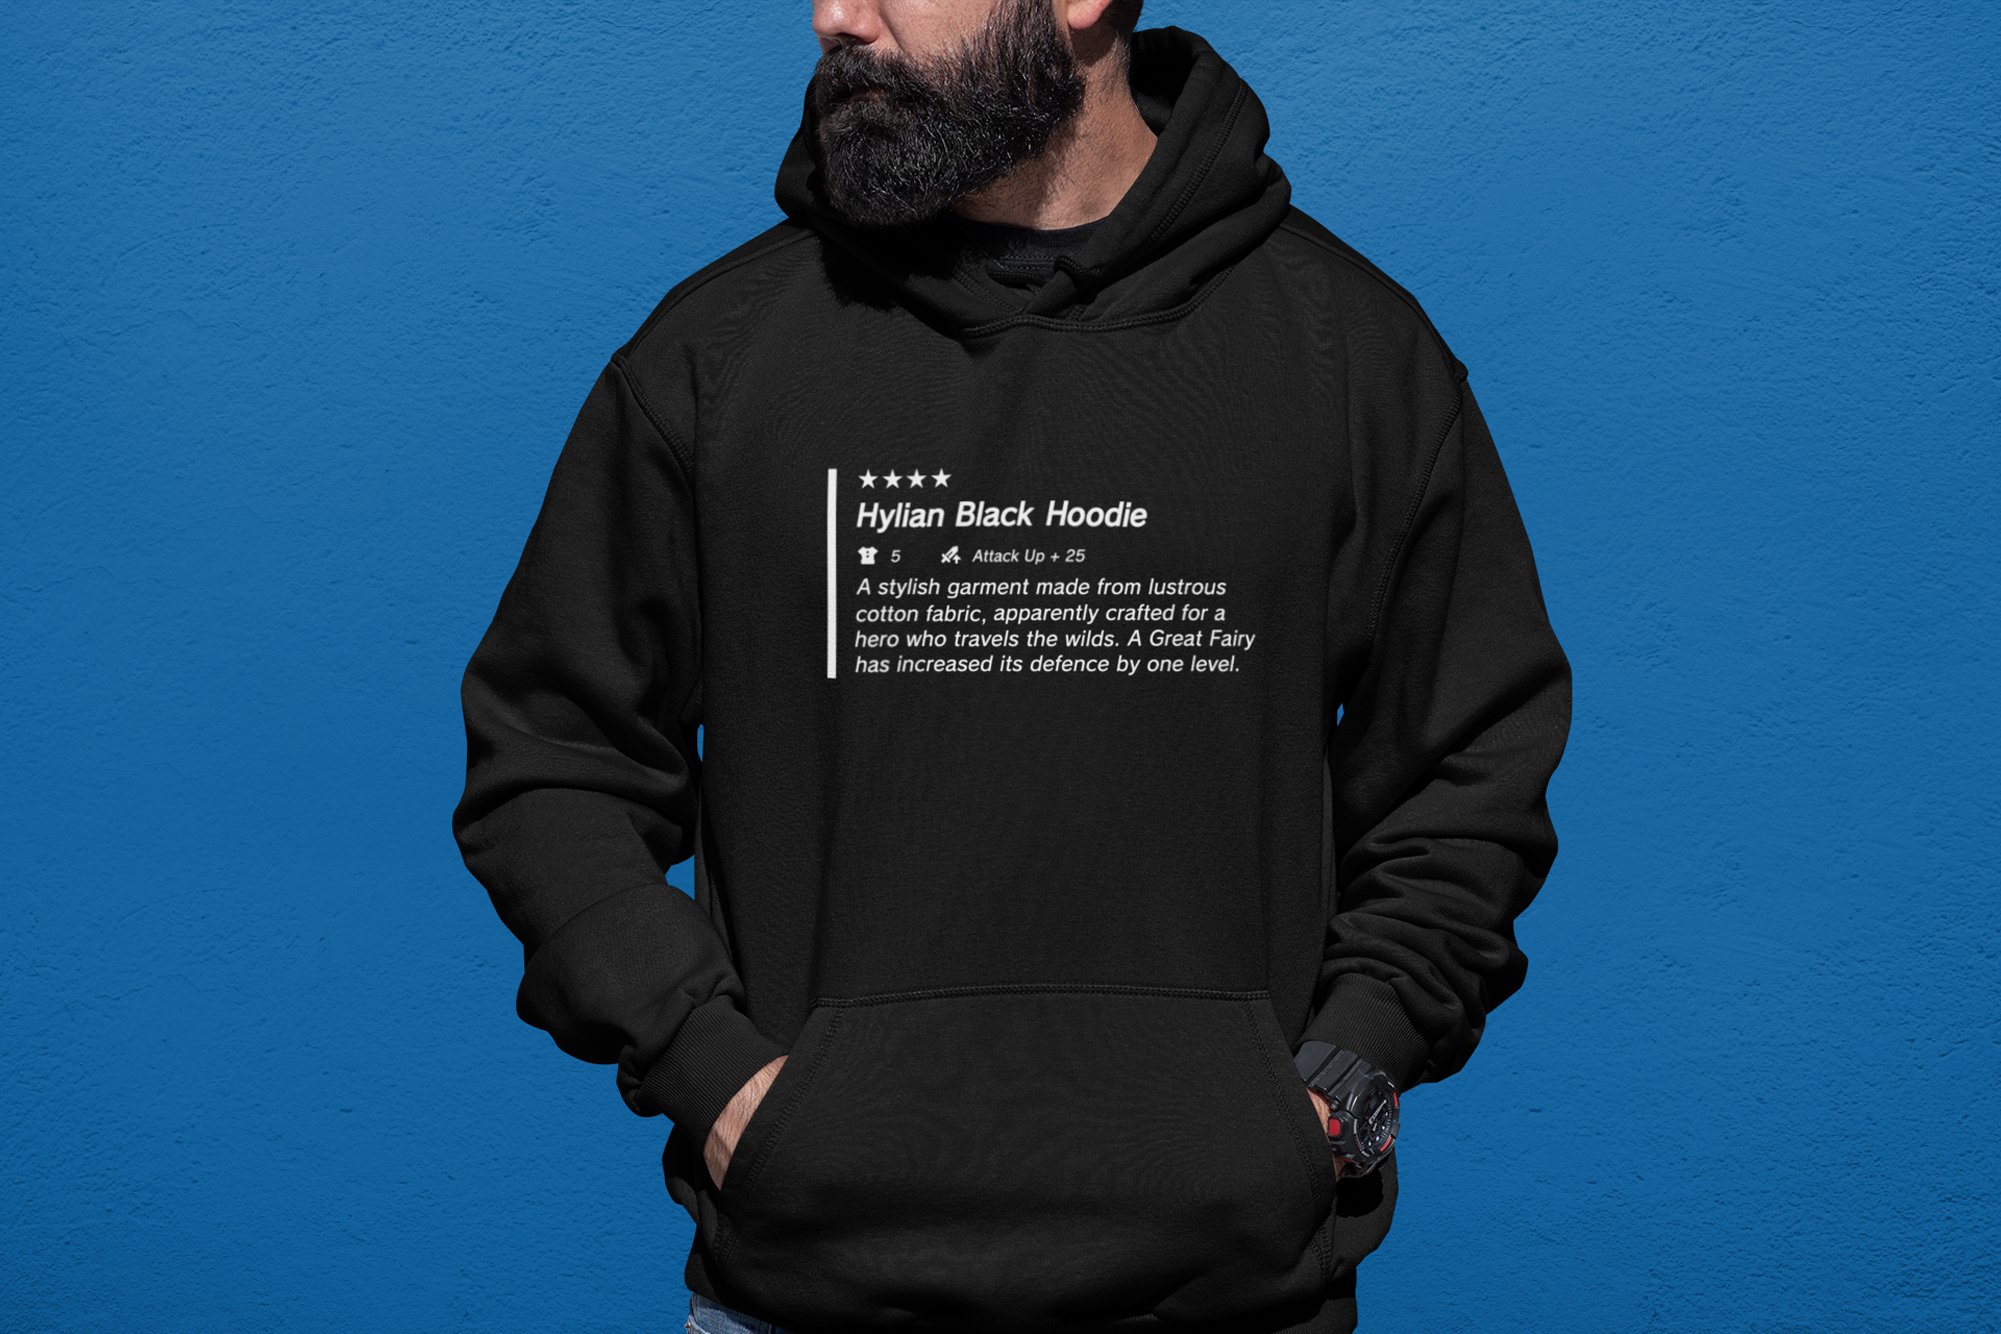 ★★★★
Hylian Black Hoodie
5 Attack Up + 25
A stylish garment made from lustrous
cotton fabric, apparently crafted for a
hero who travels the wilds. A Great Fairy
has increased its defence by one level.